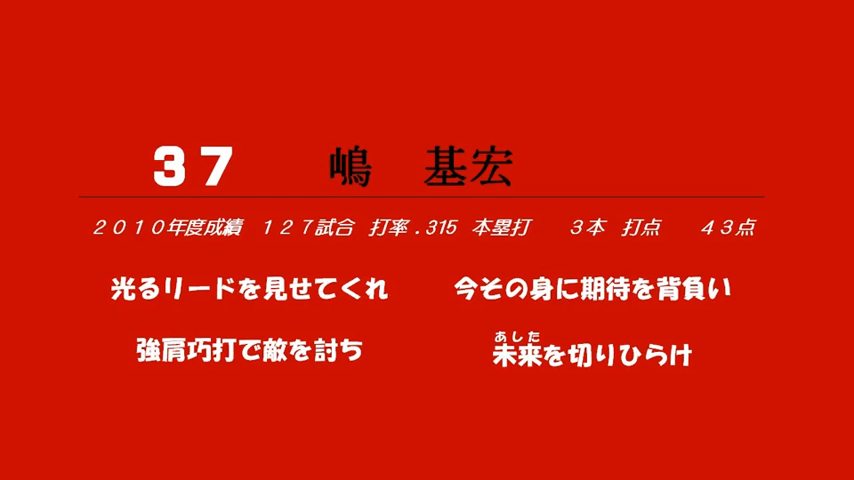 37 嶋 基宏
2010年度成績 127試合 打率.315 本塁打 3本 打点 43点
光るリードを見せてくれ 今その身に期待を背負い
強肩巧打で敵を討ち 未来を切りひらけ
あした